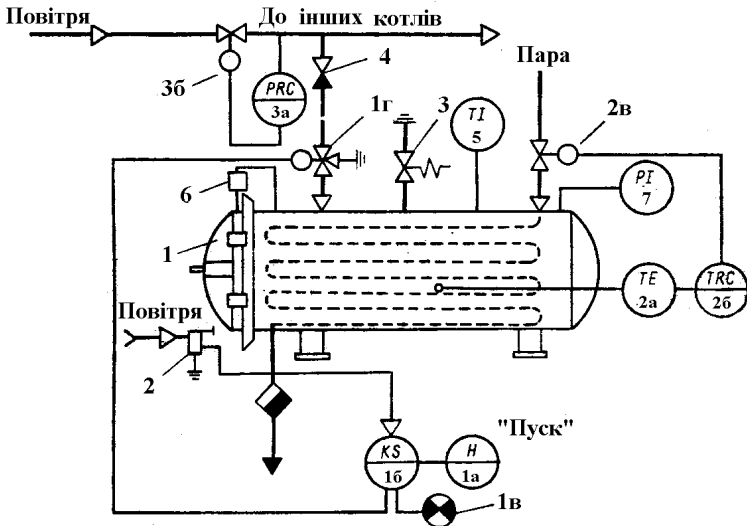 Повітря
До інших котлів
3б
PRC
3а
4
1г
3
TI
5
Пара
2в
6
PI
7
1
Повітря
TE
2а
TRC
2б
2
"Пуск"
KS
1б
H
1а
1в